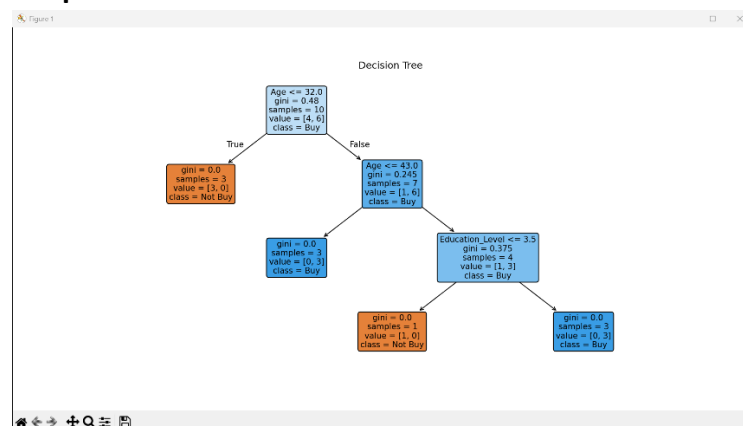 Figure 1
Decision Tree
Age <= 32.0
gini = 0.48
samples = 10
value = [4, 6]
class = Buy
True
False
gini = 0.0
samples = 3
value = [3, 0]
class = Not Buy
Age <= 43.0
gini = 0.245
samples = 7
value = [1, 6]
class = Buy
gini = 0.0
samples = 3
value = [0, 3]
class = Buy
Education_Level <= 3.5
gini = 0.375
samples = 4
value = [1, 3]
class = Buy
gini = 0.0
samples = 1
value = [1, 0]
class = Not Buy
gini = 0.0
samples = 3
value = [0, 3]
class = Buy